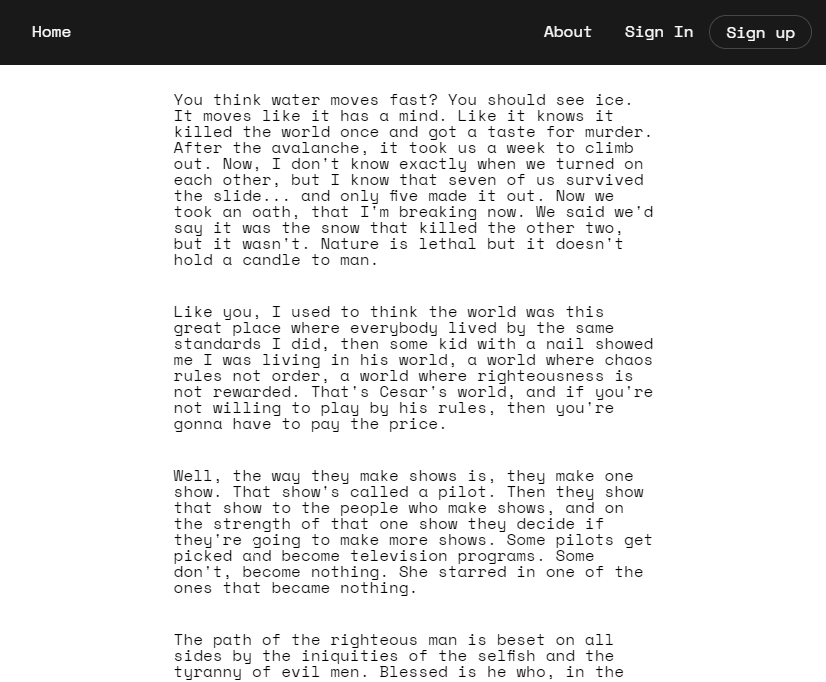 Home About Sign In Sign up
You think water moves fast? You should see ice.
It moves like it has a mind. Like it knows it
killed the world once and got a taste for murder.
After the avalanche, it took us a week to climb
out. Now, I don't know exactly when we turned on
each other, but I know that seven of us survived
the slide... and only five made it out. Now we
took an oath, that I'm breaking now. We said we'd
say it was the snow that killed the other two,
but it wasn't. Nature is lethal but it doesn't
hold a candle to man.
Like you, I used to think the world was this
great place where everybody lived by the same
standards I did, then some kid with a nail showed
me I was living in his world, a world where chaos
rules not order, a world where righteousness is
not rewarded. That's Cesar's world, and if you're
not willing to play by his rules, then you're
gonna have to pay the price.
Well, the way they make shows is, they make one
show. That show's called a pilot. Then they show
that show to the people who make shows, and on
the strength of that one show they decide if
they're going to make more shows. Some pilots get
picked and become television programs. Some
don't, become nothing. She starred in one of the
ones that became nothing.
The path of the righteous man is beset on all
sides by the iniquities of the selfish and the
tyranny of evil men. Blessed is he who, in the